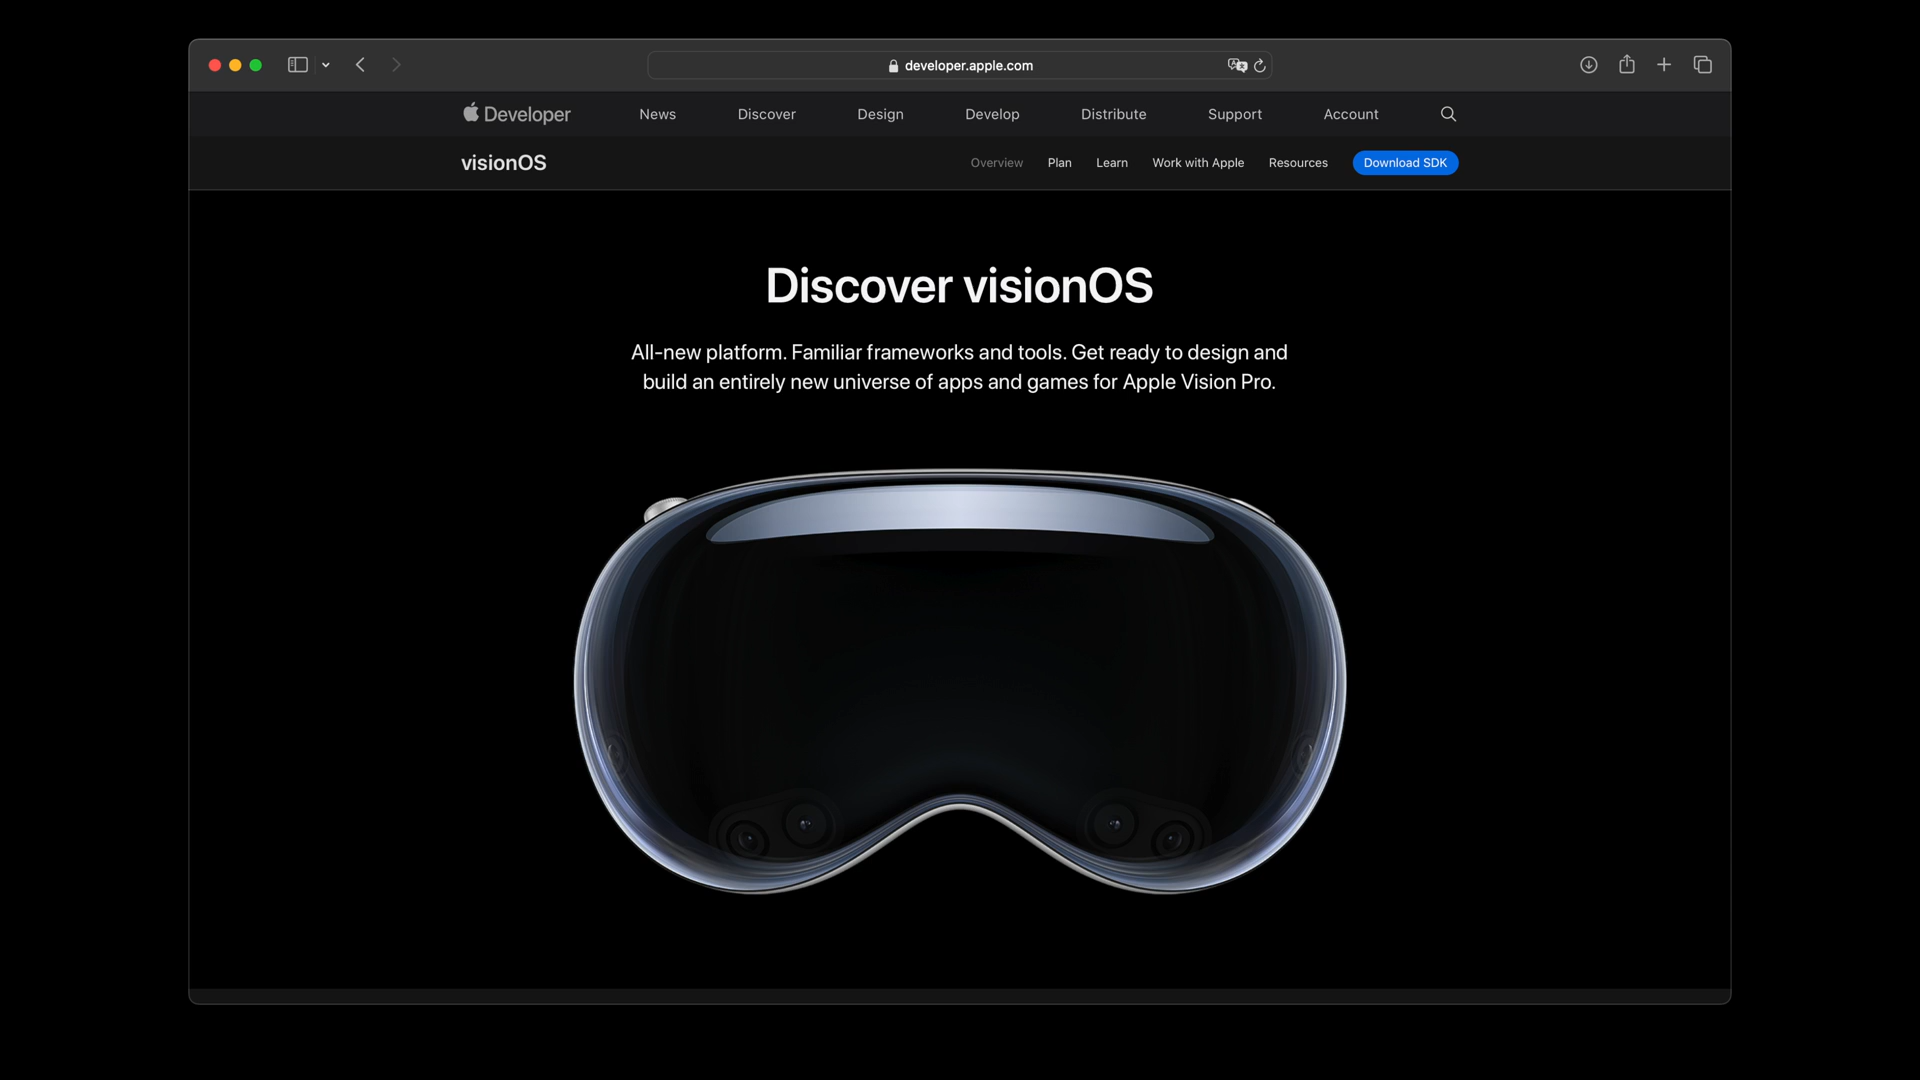 developer.apple.com
Developer
News
Discover
Design
Develop
Distribute
Support
Account
visionOS
Overview
Plan
Learn
Work with Apple
Resources
Download SDK
Discover visionOS
All-new platform. Familiar frameworks and tools. Get ready to design and
build an entirely new universe of apps and games for Apple Vision Pro.